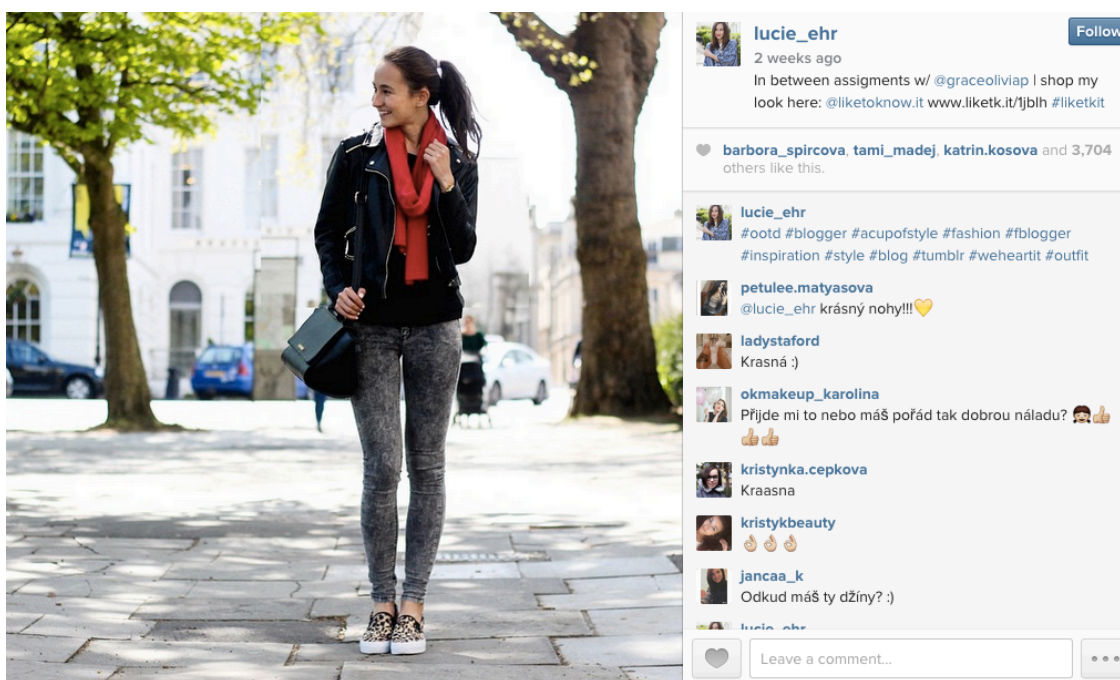 lucie_ehr
Follow
2 weeks ago
In between assigments w/ @graceoliviap | shop my
look here: @liketoknow.it www.liketk.it/1jblh #liketkit
barbora_spircova, tami_madej, katrin.kosova and 3,704
others like this.
lucie_ehr
#ootd #blogger #acupofstyle #fashion #fblogger
#inspiration #style #blog #tumblr #weheartit #outfit
petulee.matyasova
@lucie_ehr krásný nohy!!!💛
ladystaford
Krasná :)
okmakeup_karolina
Přijde mi to nebo máš pořád tak dobrou náladu? 👧👍
👍👍
kristynka.cepkova
Kraasna
kristykbeauty
👌👌👌
jancaa_k
Odkud máš ty džíny? :)
lucie_ehr
Leave a comment...